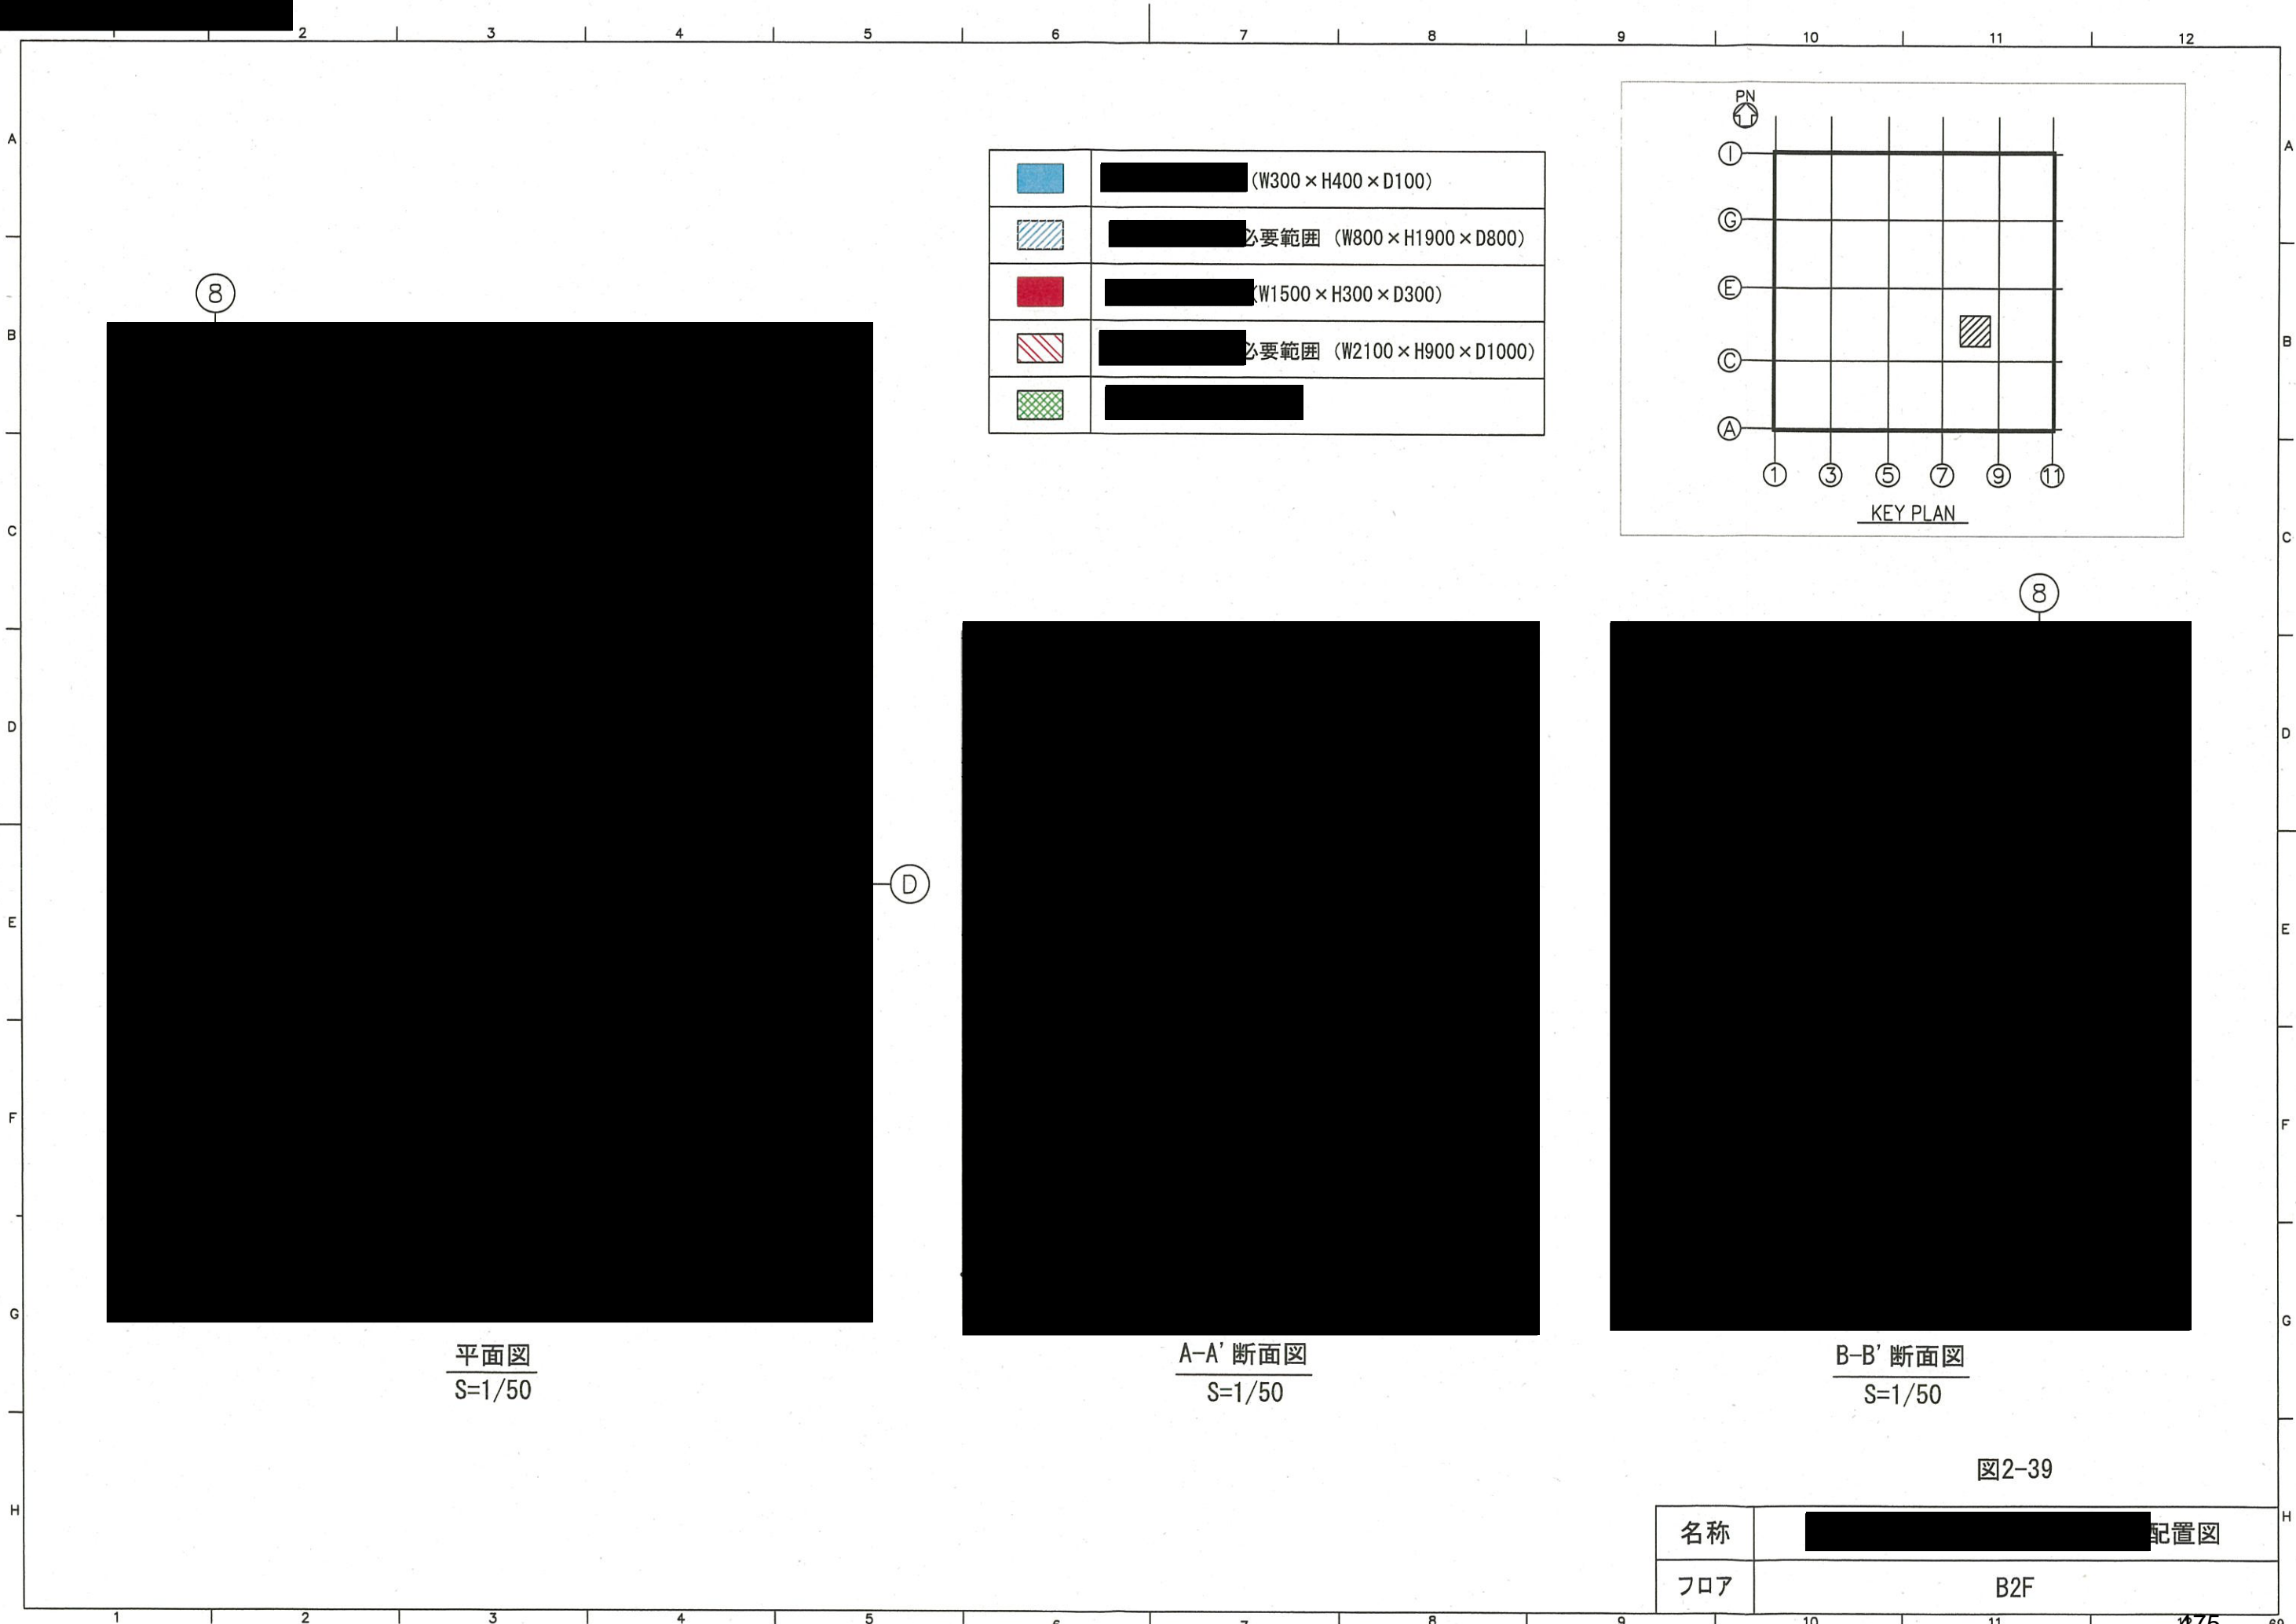 2 3 4 5 6 7 8 9 10 11 12
PN
A A
I
(W300×H400×D100)
G
必要範囲 (W800×H1900×D800)
E
(W1500×H300×D300)
8
B B
必要範囲 (W2100×H900×D1000)
C
A
1 3 5 7 9 11
KEY PLAN
C C
8
D D
D
E E
F F
G G
平面図
S=1/50
A-A' 断面図
S=1/50
B-B' 断面図
S=1/50
図2-39
H H
名称 配置図
フロア B2F
1 2 3 4 5 6 7 8 9 10 11